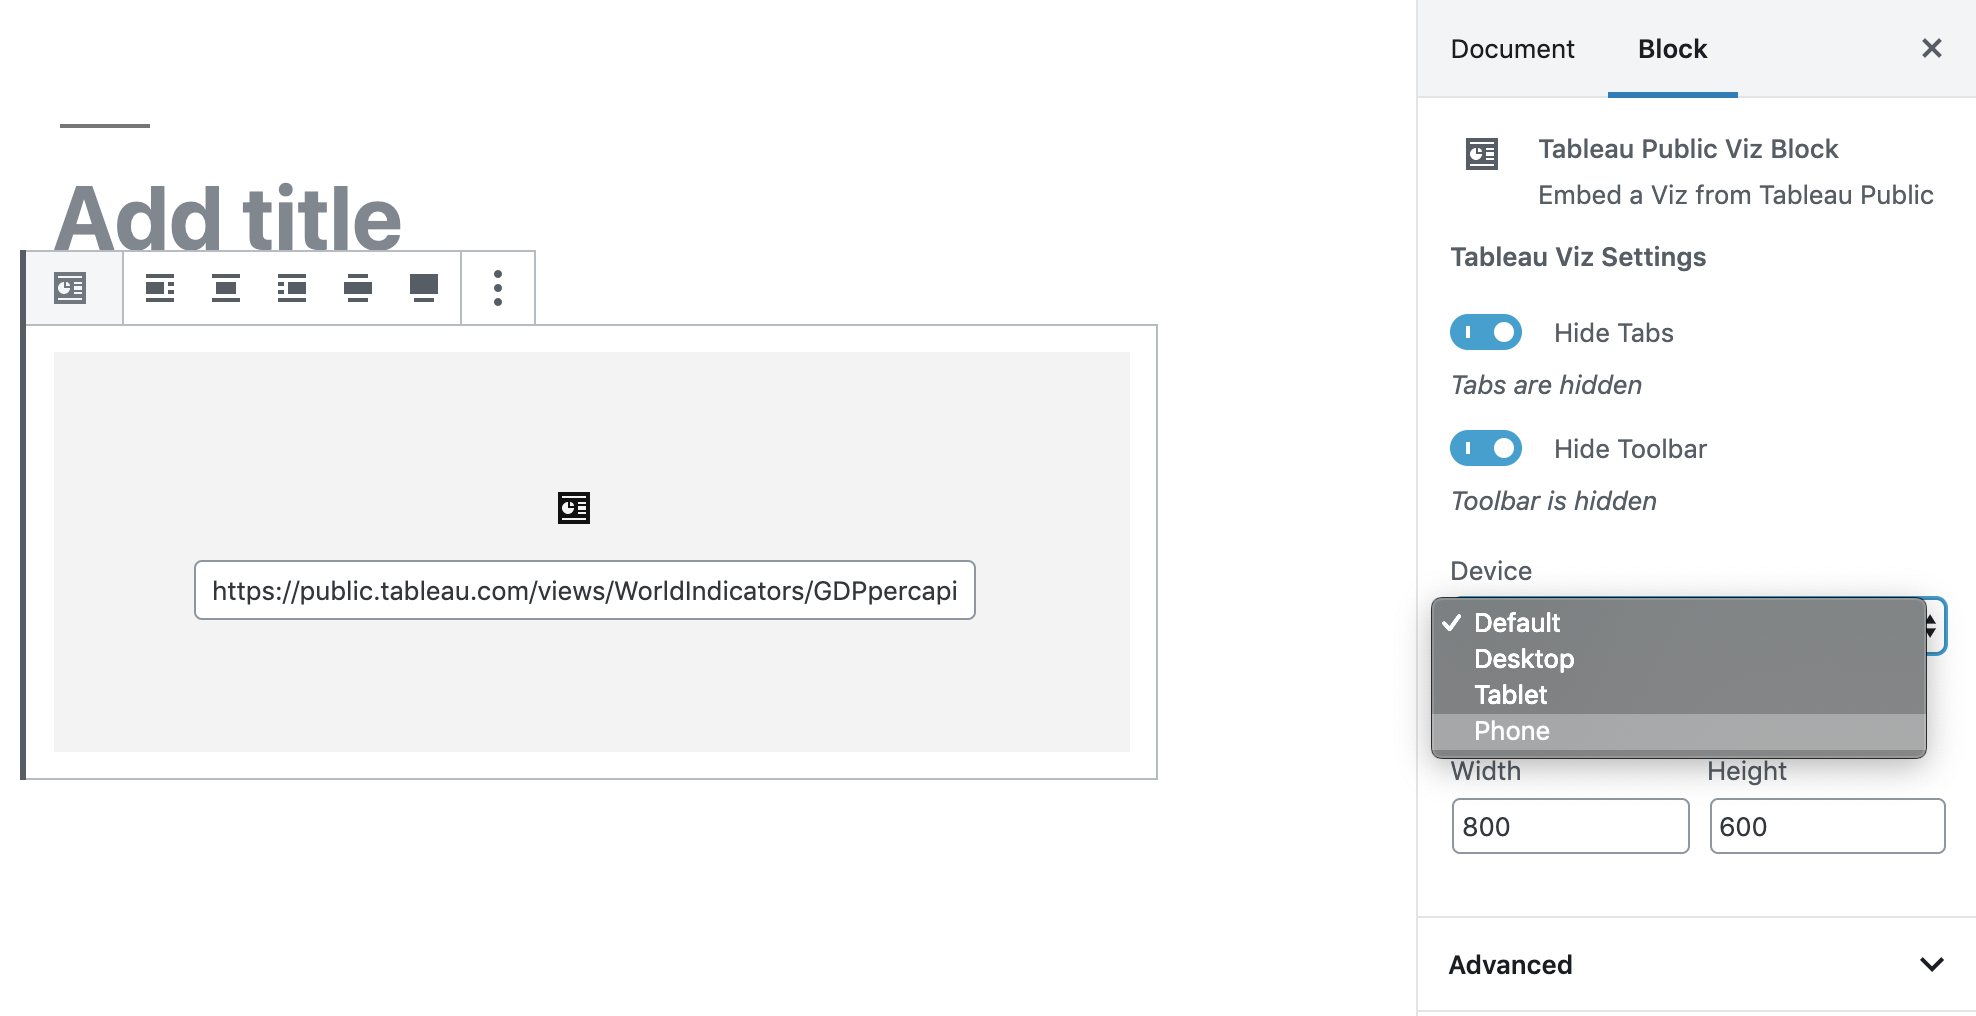 Add title
https://public.tableau.com/views/WorldIndicators/GDPpercapi
Document
Block
Tableau Public Viz Block
Embed a Viz from Tableau Public
Tableau Viz Settings
Hide Tabs
Tabs are hidden
Hide Toolbar
Toolbar is hidden
Device
Default
Desktop
Tablet
Phone
Width Height
800 600
Advanced